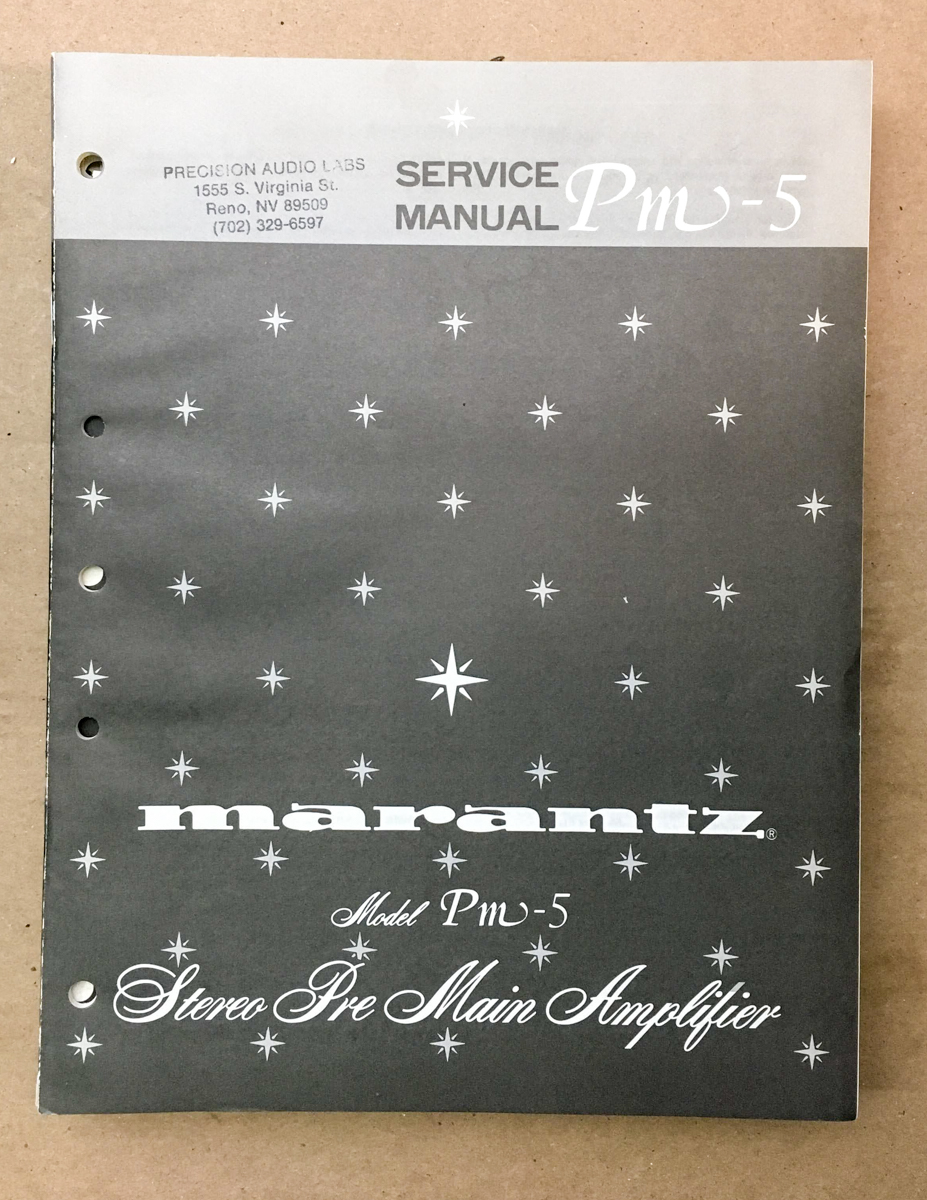 PRECISION AUDIO LABS
1555 S. Virginia St.
Reno, NV 89509
(702) 329-6597
SERVICE
MANUAL Pm-5
marantz®
Model Pm-5
Stereo Pre Main Amplifier